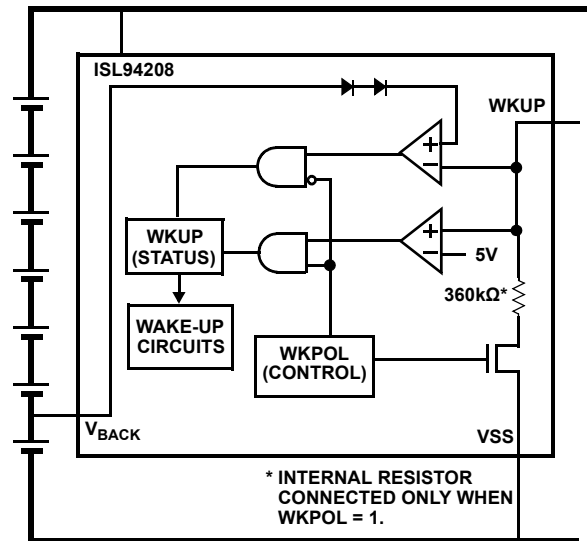 ISL94208
WKUP
+
−
WKUP
(STATUS)
+
−
5V
360kΩ*
WAKE-UP
CIRCUITS
WKPOL
(CONTROL)
VBACK
VSS
* INTERNAL RESISTOR
CONNECTED ONLY WHEN
WKPOL = 1.